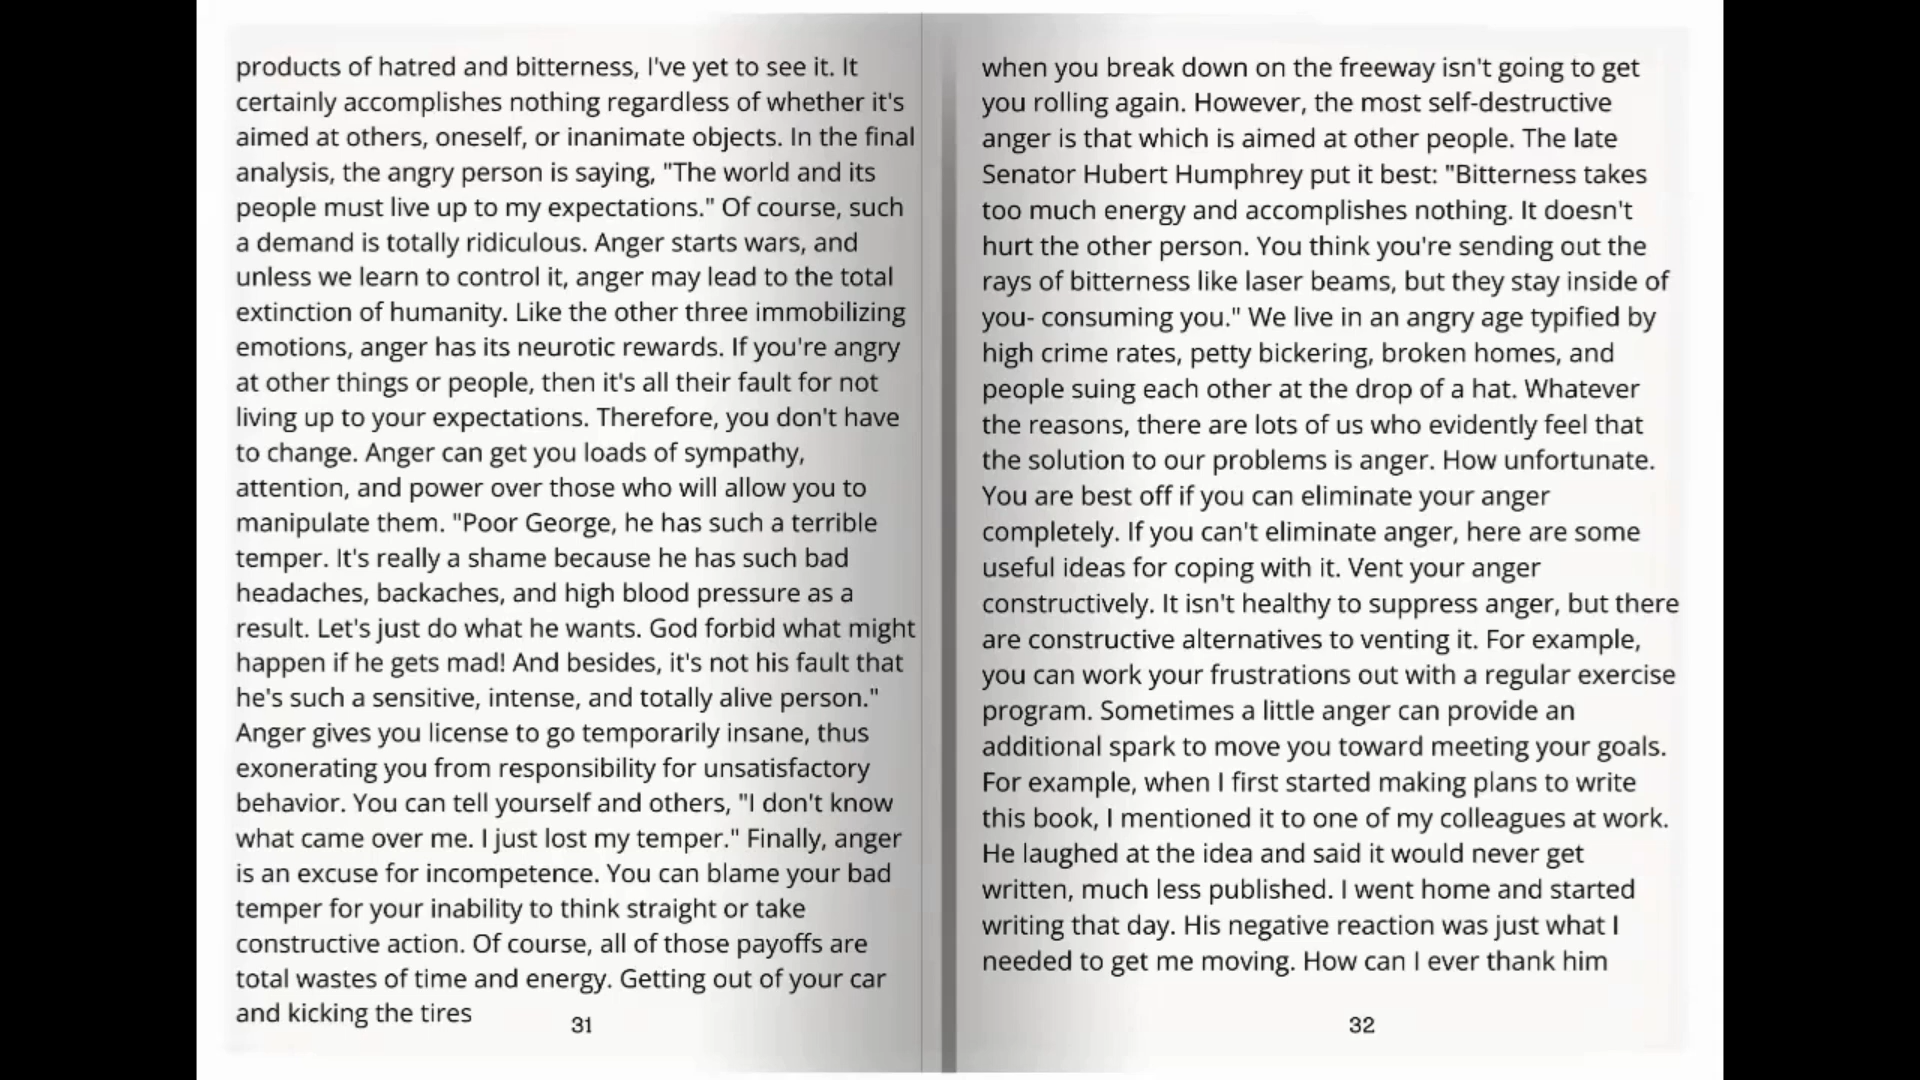 products of hatred and bitterness, I've yet to see it. It
certainly accomplishes nothing regardless of whether it's
aimed at others, oneself, or inanimate objects. In the final
analysis, the angry person is saying, "The world and its
people must live up to my expectations." Of course, such
a demand is totally ridiculous. Anger starts wars, and
unless we learn to control it, anger may lead to the total
extinction of humanity. Like the other three immobilizing
emotions, anger has its neurotic rewards. If you're angry
at other things or people, then it's all their fault for not
living up to your expectations. Therefore, you don't have
to change. Anger can get you loads of sympathy,
attention, and power over those who will allow you to
manipulate them. "Poor George, he has such a terrible
temper. It's really a shame because he has such bad
headaches, backaches, and high blood pressure as a
result. Let's just do what he wants. God forbid what might
happen if he gets mad! And besides, it's not his fault that
he's such a sensitive, intense, and totally alive person."
Anger gives you license to go temporarily insane, thus
exonerating you from responsibility for unsatisfactory
behavior. You can tell yourself and others, "I don't know
what came over me. I just lost my temper." Finally, anger
is an excuse for incompetence. You can blame your bad
temper for your inability to think straight or take
constructive action. Of course, all of those payoffs are
total wastes of time and energy. Getting out of your car
and kicking the tires
31
when you break down on the freeway isn't going to get
you rolling again. However, the most self-destructive
anger is that which is aimed at other people. The late
Senator Hubert Humphrey put it best: "Bitterness takes
too much energy and accomplishes nothing. It doesn't
hurt the other person. You think you're sending out the
rays of bitterness like laser beams, but they stay inside of
you- consuming you." We live in an angry age typified by
high crime rates, petty bickering, broken homes, and
people suing each other at the drop of a hat. Whatever
the reasons, there are lots of us who evidently feel that
the solution to our problems is anger. How unfortunate.
You are best off if you can eliminate your anger
completely. If you can't eliminate anger, here are some
useful ideas for coping with it. Vent your anger
constructively. It isn't healthy to suppress anger, but there
are constructive alternatives to venting it. For example,
you can work your frustrations out with a regular exercise
program. Sometimes a little anger can provide an
additional spark to move you toward meeting your goals.
For example, when I first started making plans to write
this book, I mentioned it to one of my colleagues at work.
He laughed at the idea and said it would never get
written, much less published. I went home and started
writing that day. His negative reaction was just what I
needed to get me moving. How can I ever thank him
32